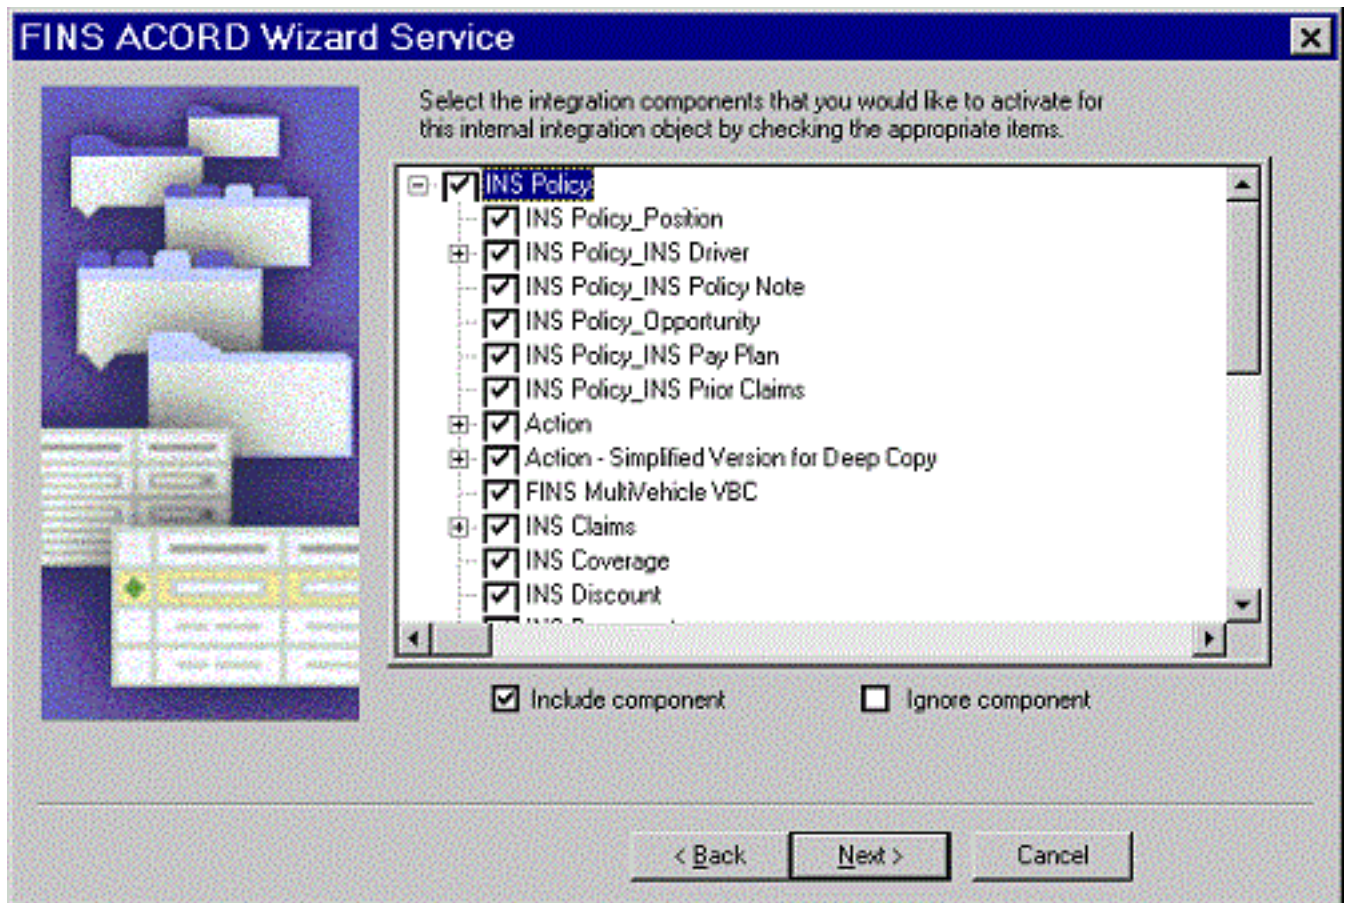 FINS ACORD Wizard Service
Select the integration components that you would like to activate for
this internal integration object by checking the appropriate items.
INS Policy
INS Policy_Position
INS Policy_INS Driver
INS Policy_INS Policy Note
INS Policy_Opportunity
INS Policy_INS Pay Plan
INS Policy_INS Prior Claims
Action
Action - Simplified Version for Deep Copy
FINS MultiVehicle VBC
INS Claims
INS Coverage
INS Discount
Include component
Ignore component
< Back
Next >
Cancel